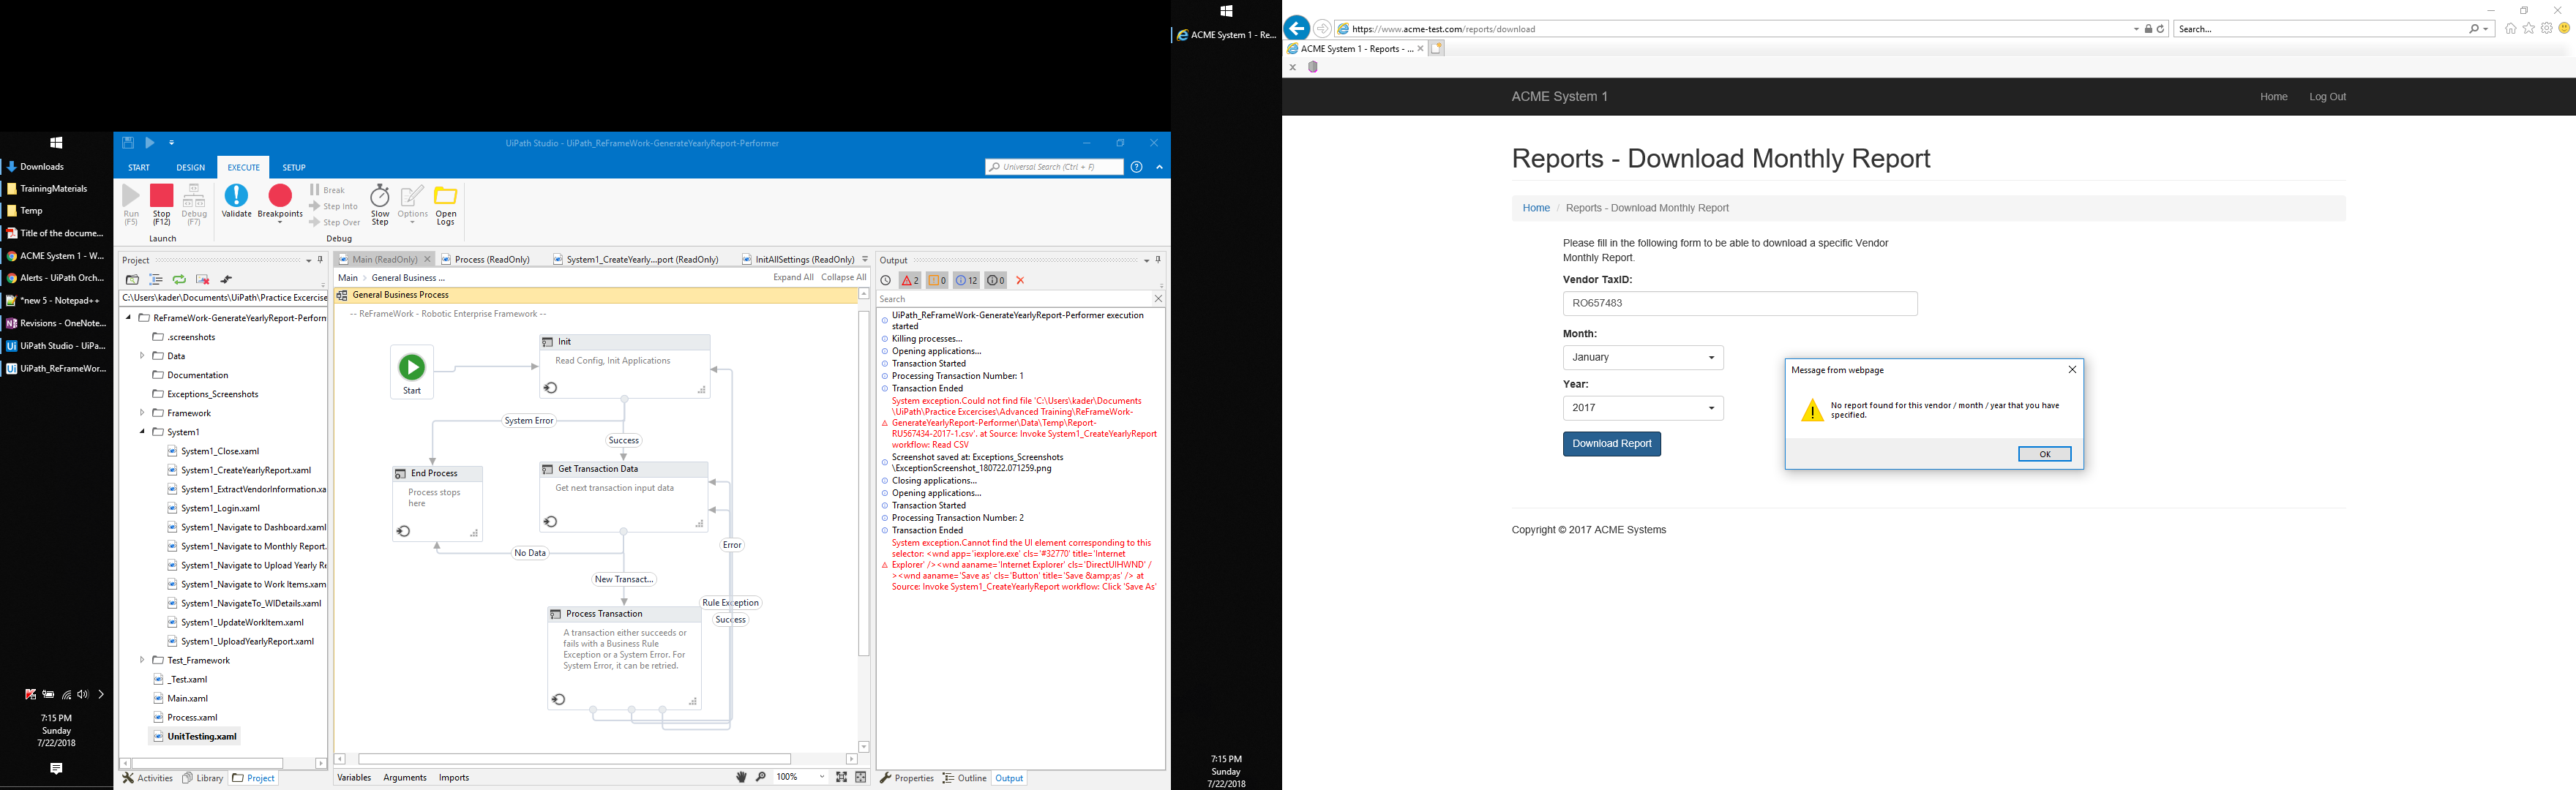 Downloads
TrainingMaterials
Temp
Title of the docume...
ACME System 1 - W...
Alerts - UiPath Orch...
*new 5 - Notepad++
Revisions - OneNote...
UiPath Studio - UiPa...
UiPath_ReFrameWor...
7:15 PM
Sunday
7/22/2018
UiPath Studio - UiPath_ReFrameWork-GenerateYearlyReport-Performer
START DESIGN EXECUTE SETUP
Universal Search (Ctrl + F)
Run (F5)
Stop (F12)
Debug (F7)
Launch
Validate
Breakpoints
Break
Step Into
Step Over
Slow Step
Options
Open Logs
Debug
Project
C:\Users\kader\Documents\UiPath\Practice Excercise
ReFrameWork-GenerateYearlyReport-Perforn
.screenshots
Data
Documentation
Exceptions_Screenshots
Framework
System1
System1_Close.xaml
System1_CreateYearlyReport.xaml
System1_ExtractVendorInformation.xa
System1_Login.xaml
System1_Navigate to Dashboard.xaml
System1_Navigate to Monthly Report.
System1_Navigate to Upload Yearly Re
System1_Navigate to Work Items.xam
System1_NavigateTo_WIDetails.xaml
System1_UpdateWorkItem.xaml
System1_UploadYearlyReport.xaml
Test_Framework
_Test.xaml
Main.xaml
Process.xaml
UnitTesting.xaml
Activities Library Project
Main (ReadOnly) Process (ReadOnly) System1_CreateYearly....port (ReadOnly) InitAllSettings (ReadOnly)
Main > General Business ... Expand All Collapse All
General Business Process
-- ReFrameWork - Robotic Enterprise Framework --
Start
Init
Read Config, Init Applications
System Error
Success
End Process
Process stops
here
Get Transaction Data
Get next transaction input data
No Data
Error
New Transact...
Rule Exception
Success
Process Transaction
A transaction either succeeds or
fails with a Business Rule
Exception or a System Error. For
System Error, it can be retried.
Variables Arguments Imports 100%
Output
2 0 12 0
Search
UiPath_ReFrameWork-GenerateYearlyReport-Performer execution
started
Killing processes...
Opening applications...
Transaction Started
Processing Transaction Number: 1
Transaction Ended
System exception.Could not find file 'C:\Users\kader\Documents
\UiPath\Practice Excercises\Advanced Training\ReFrameWork-
GenerateYearlyReport-Performer\Data\Temp\Report-
RU567434-2017-1.csv'. at Source: Invoke System1_CreateYearlyReport
workflow: Read CSV
Screenshot saved at: Exceptions_Screenshots
\ExceptionScreenshot_180722.071259.png
Closing applications...
Opening applications...
Transaction Started
Processing Transaction Number: 2
Transaction Ended
System exception.Cannot find the UI element corresponding to this
selector: <wnd app='iexplore.exe' cls='#32770' title='Internet
Explorer' /><wnd aaname='Internet Explorer' cls='DirectUIHWND' /
><wnd aaname='Save as' cls='Button' title='Save &amp;as' /> at
Source: Invoke System1_CreateYearlyReport workflow: Click 'Save As'
Properties Outline Output
ACME System 1 - Re...
7:15 PM
Sunday
7/22/2018
https://www.acme-test.com/reports/download
Search...
ACME System 1 - Reports - ...
ACME System 1
Home Log Out
Reports - Download Monthly Report
Home / Reports - Download Monthly Report
Please fill in the following form to be able to download a specific Vendor
Monthly Report.
Vendor TaxID:
RO657483
Month:
January
Year:
2017
Download Report
Message from webpage
No report found for this vendor / month / year that you have
specified.
OK
Copyright © 2017 ACME Systems